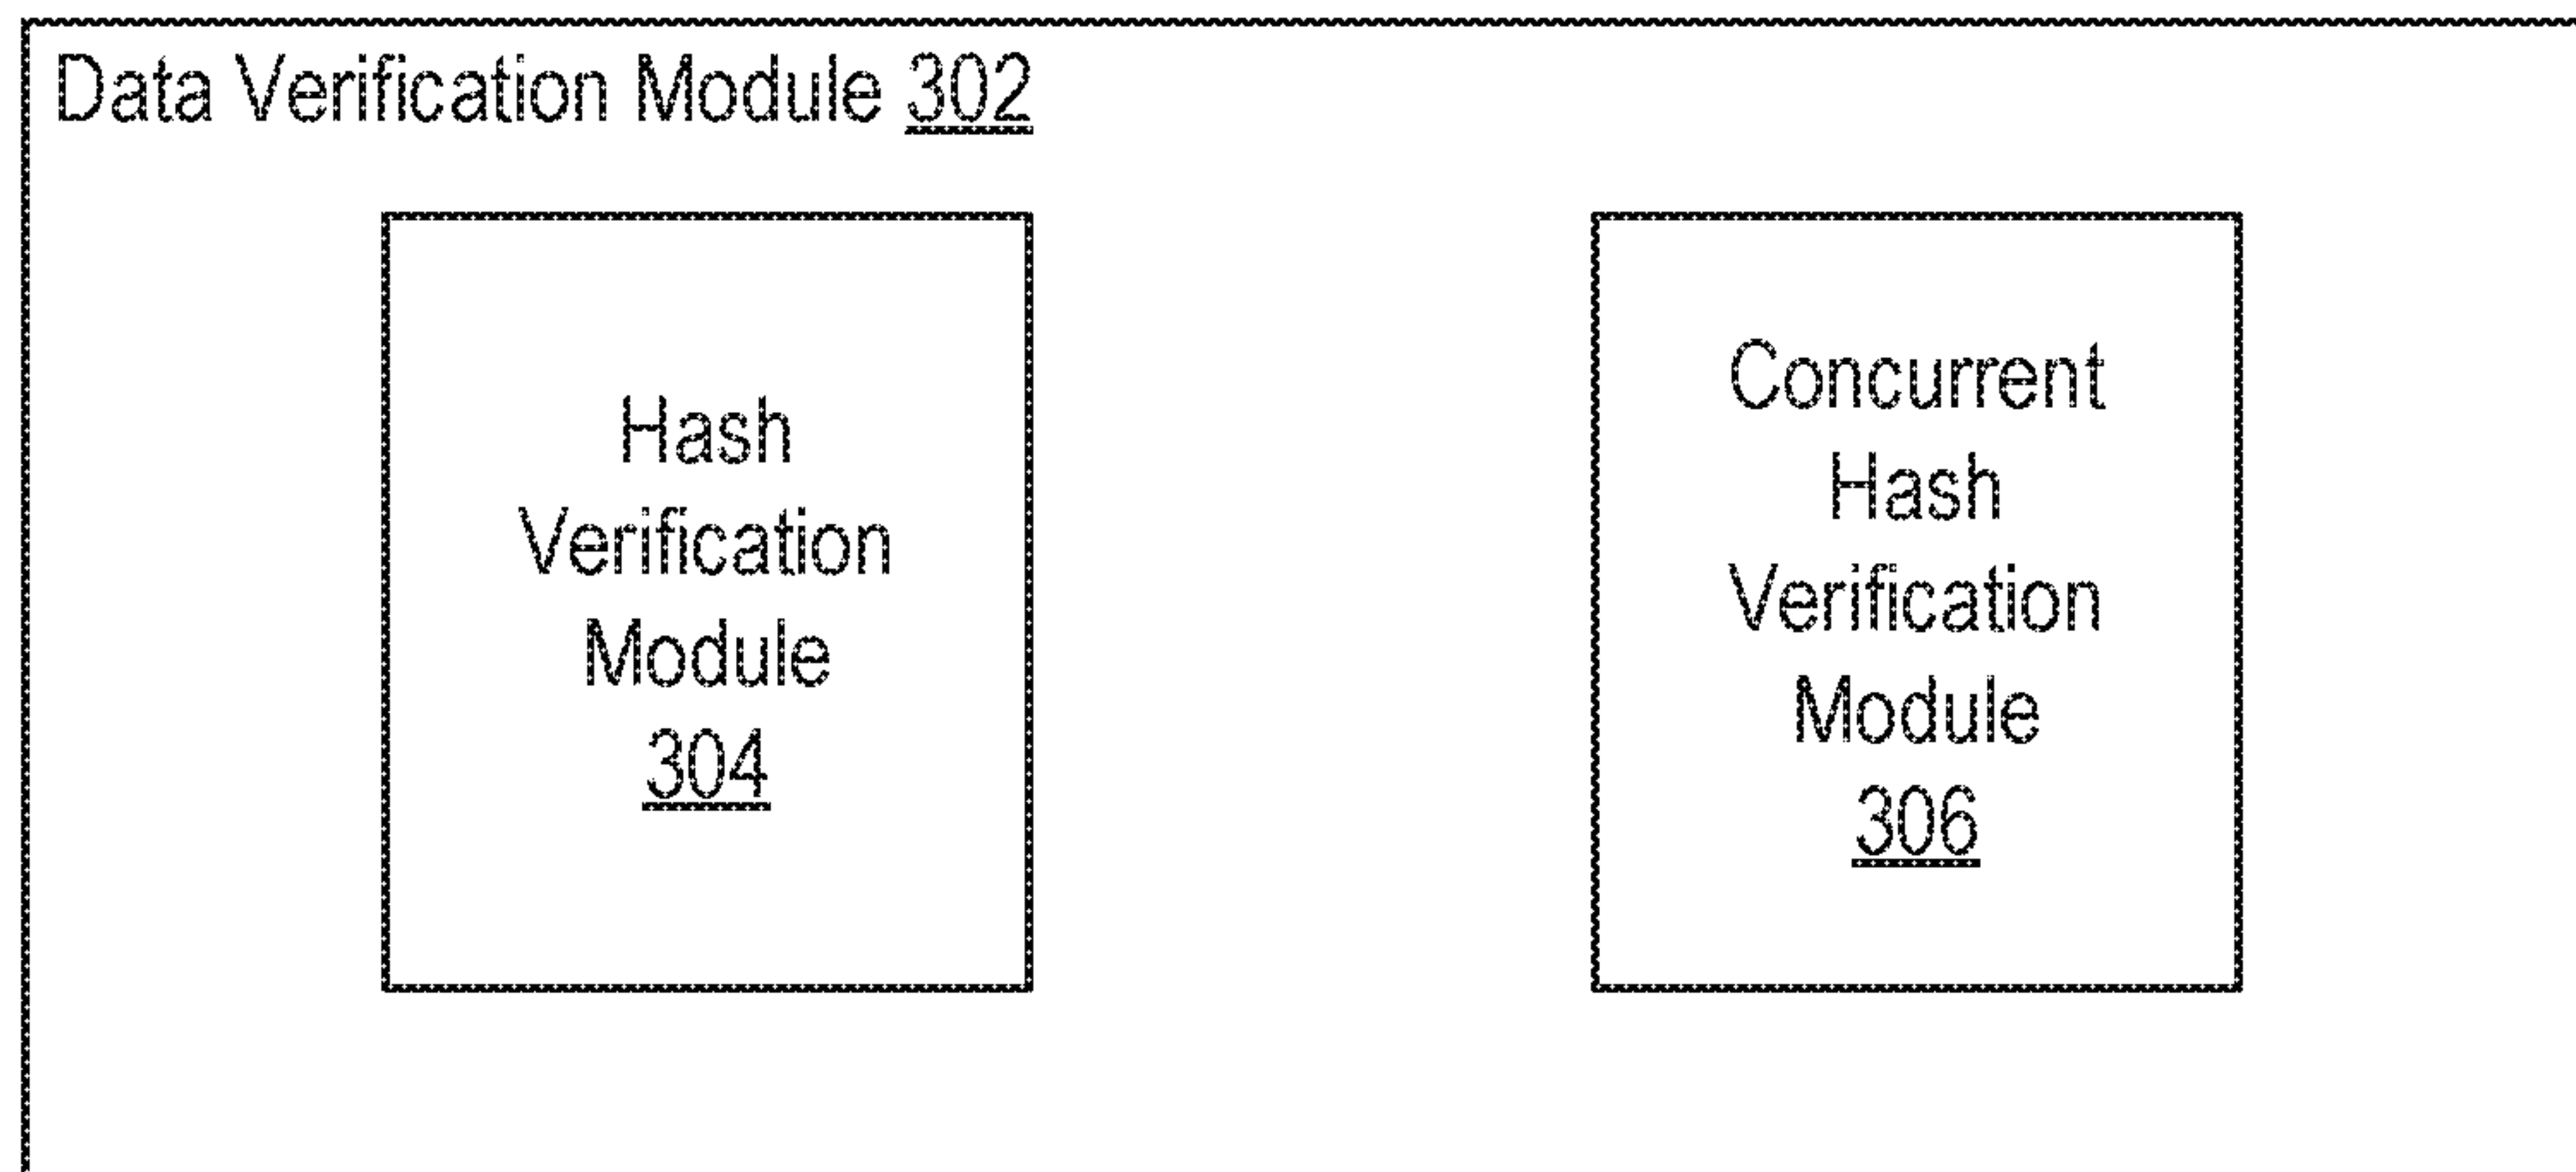 Data Verification Module 302
Hash
Verification
Module
304
Concurrent
Hash
Verification
Module
306